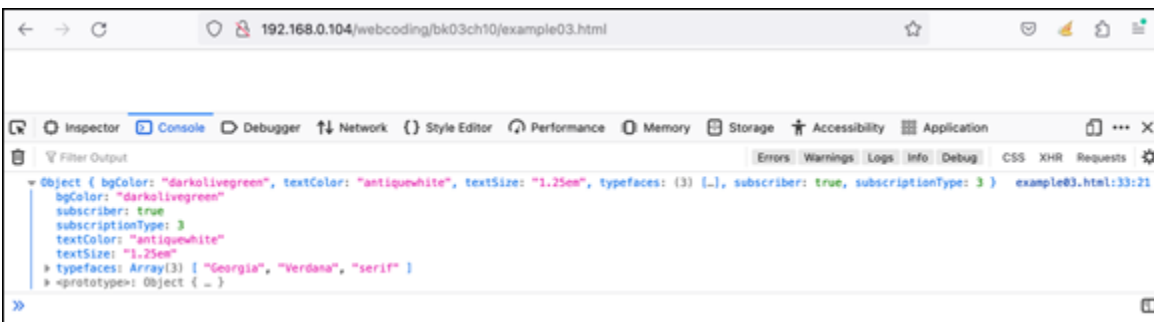 192.168.0.104/webcoding/bk03ch10/example03.html
Inspector Console Debugger Network {} Style Editor Performance Memory Storage Accessibility Application
Filter Output Errors Warnings Logs Info Debug CSS XHR Requests
Object { bgColor: "darkolivegreen", textColor: "antiquewhite", textSize: "1.25em", typefaces: (3) […], subscriber: true, subscriptionType: 3 } example03.html:33:21
bgColor: "darkolivegreen"
subscriber: true
subscriptionType: 3
textColor: "antiquewhite"
textSize: "1.25em"
typefaces: Array(3) [ "Georgia", "Verdana", "serif" ]
<prototype>: Object { … }